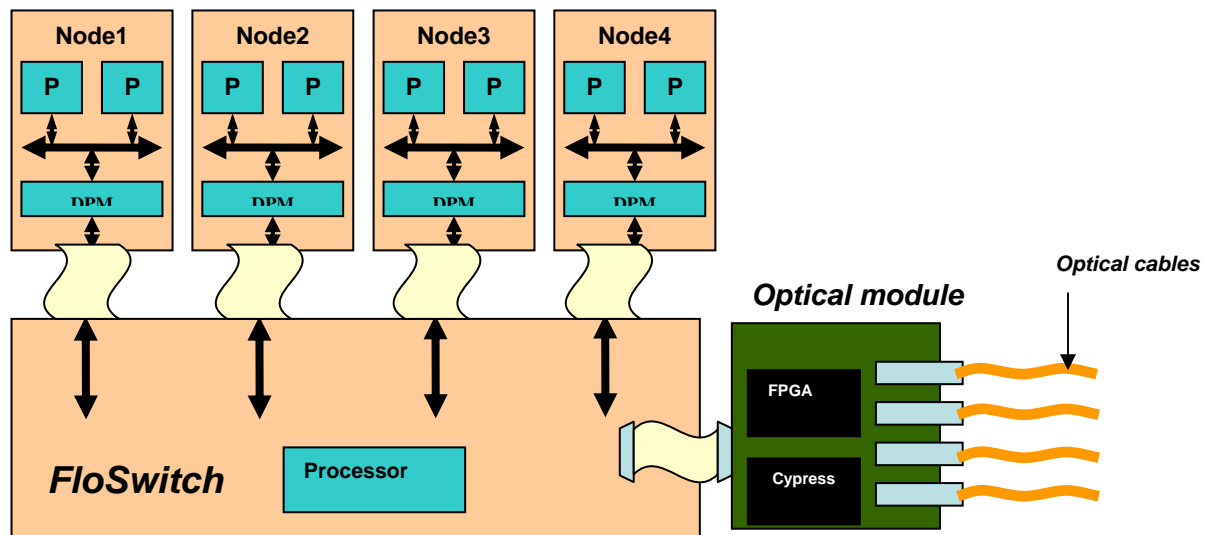 Node1 Node2 Node3 Node4
P P P P P P P P
DPM DPM DPM DPM
Optical cables
Optical module
FPGA
FloSwitch
Processor
Cypress